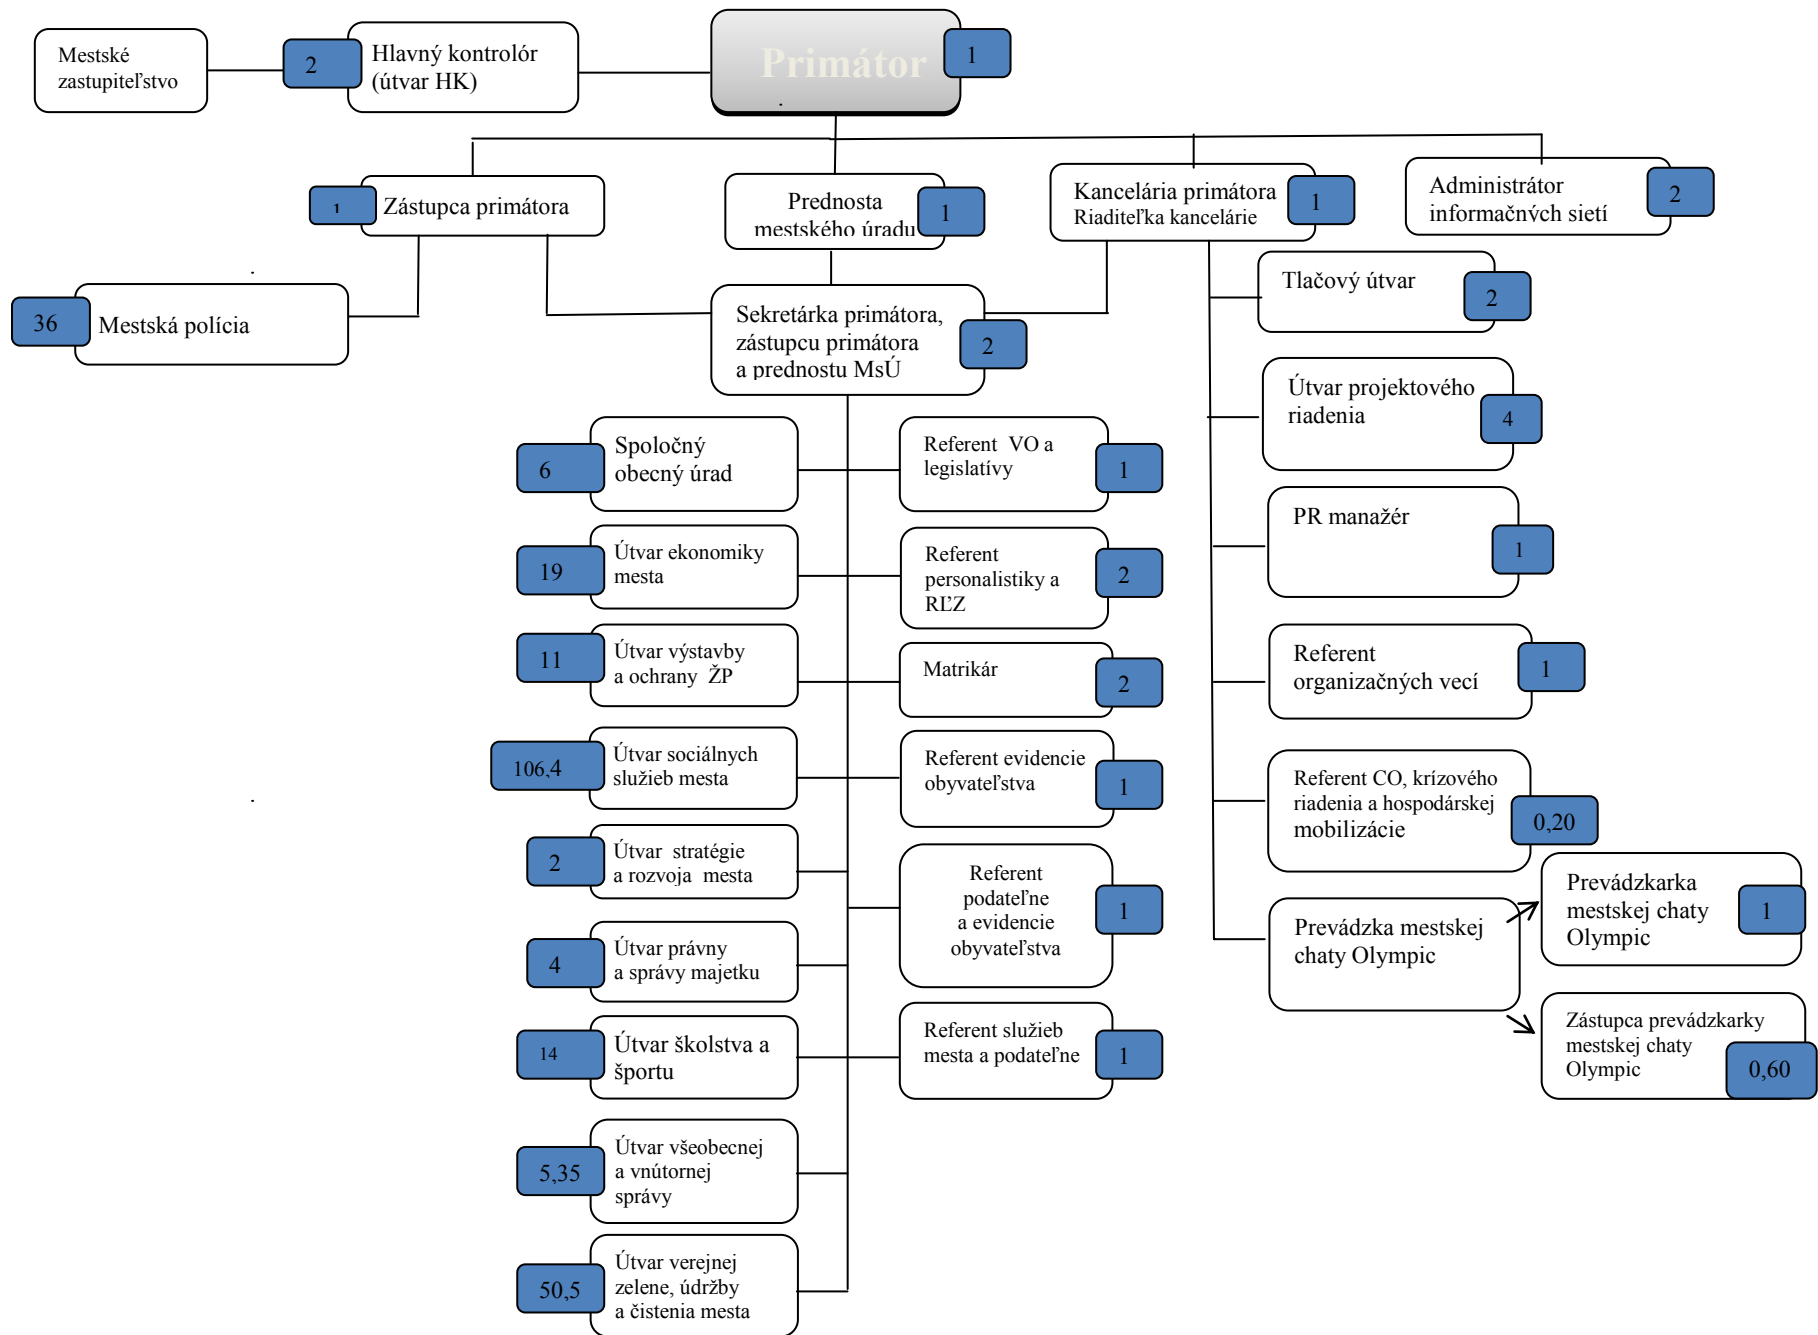 Mestské
zastupiteľstvo
2
Hlavný kontrolór
(útvar HK)
Primátor
1
1
Zástupca primátora
Prednosta
mestského úradu
1
Kancelária primátora
Riaditeľka kancelárie
1
Administrátor
informačných sietí
2
36
Mestská polícia
Sekretárka primátora,
zástupcu primátora
a prednostu MsÚ
2
Tlačový útvar
2
Útvar projektového
riadenia
4
PR manažér
1
Referent
organizačných vecí
1
Referent CO, krízového
riadenia a hospodárskej
mobilizácie
0,20
Prevádzka mestskej
chaty Olympic
Prevádzkarka
mestskej chaty
Olympic
1
Zástupca prevádzkarky
mestskej chaty
Olympic
0,60
6
Spoločný
obecný úrad
Referent VO a
legislatívy
1
19
Útvar ekonomiky
mesta
Referent
personalistiky a
RĽZ
2
11
Útvar výstavby
a ochrany ŽP
Matrikár
2
106,4
Útvar sociálnych
služieb mesta
Referent evidencie
obyvateľstva
1
2
Útvar stratégie
a rozvoja mesta
Referent
podateľne
a evidencie
obyvateľstva
1
4
Útvar právny
a správy majetku
14
Útvar školstva a
športu
Referent služieb
mesta a podateľne
1
5,35
Útvar všeobecnej
a vnútornej
správy
50,5
Útvar verejnej
zelene, údržby
a čistenia mesta